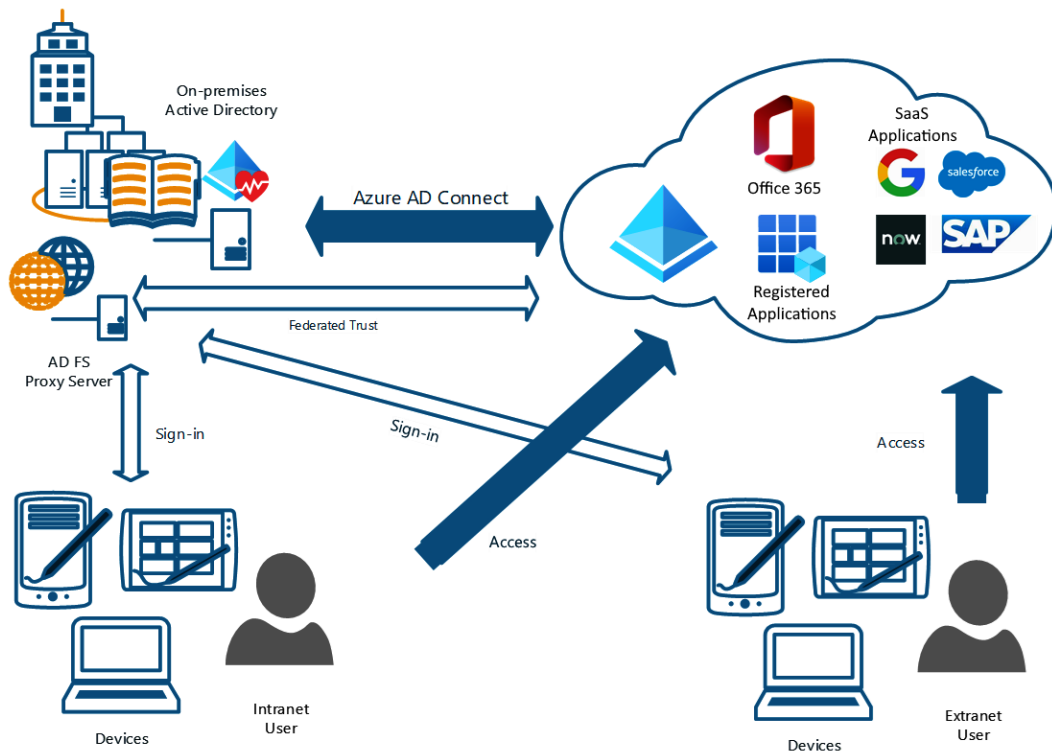 On-premises
Active Directory
Azure AD Connect
Office 365
SaaS
Applications
salesforce
now
SAP
Registered
Applications
Federated Trust
AD FS
Proxy Server
Sign-in
Sign-in
Access
Access
Intranet
User
Devices
Extranet
User
Devices